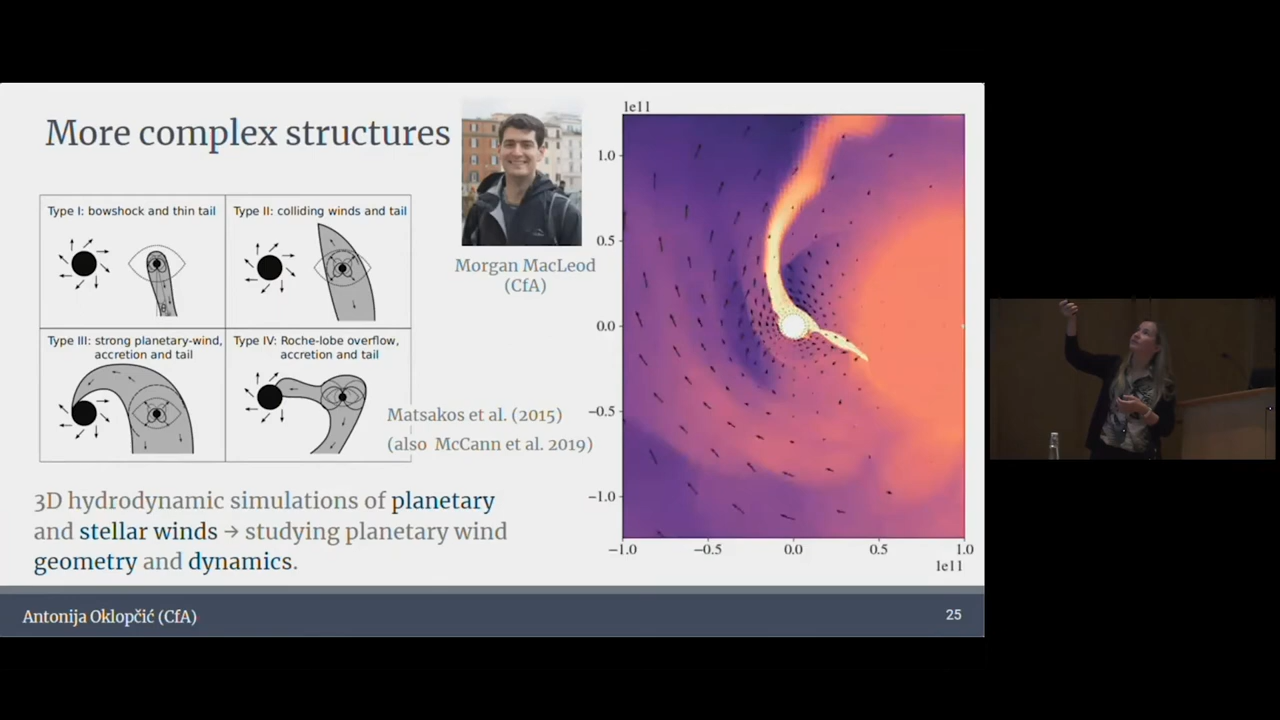 More complex structures
Type I: bowshock and thin tail
Type II: colliding winds and tail
Type III: strong planetary-wind,
accretion and tail
Type IV: Roche-lobe overflow,
accretion and tail
Matsakos et al. (2015)
(also McCann et al. 2019)
Morgan MacLeod
(CfA)
3D hydrodynamic simulations of planetary
and stellar winds → studying planetary wind
geometry and dynamics.
1e11
1.0
0.5
0.0
−0.5
−1.0
−1.0 −0.5 0.0 0.5 1.0
1e11
Antonija Oklopčić (CfA)
25